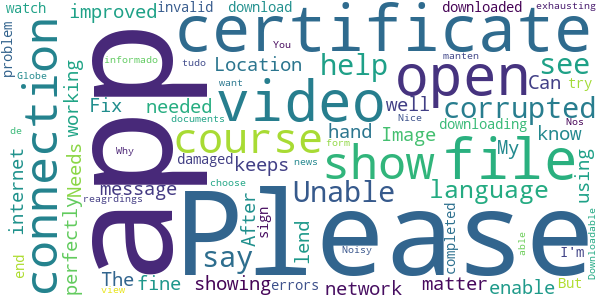 watch
improved
invalid
download
downloaded
exhausting
problem
connection
app
informado
tudo
You
want
certificate
Location
help
open
see
manten
Can
try
Globe
Fix
needed
video
well
corrupted
documents
Nice
hand
Image
downloading
Nos
know
de
working
Why
course
damaged
keeps
show
file
My
form
news
internet
perfectly
Needs
message
reagrdings
choose
Unable
language
using
Please
say
After
sign
lend
Noisy
completed
able
I'm
Downloadable
end
The
fine
view
showing
errors
network
matter
enable
But